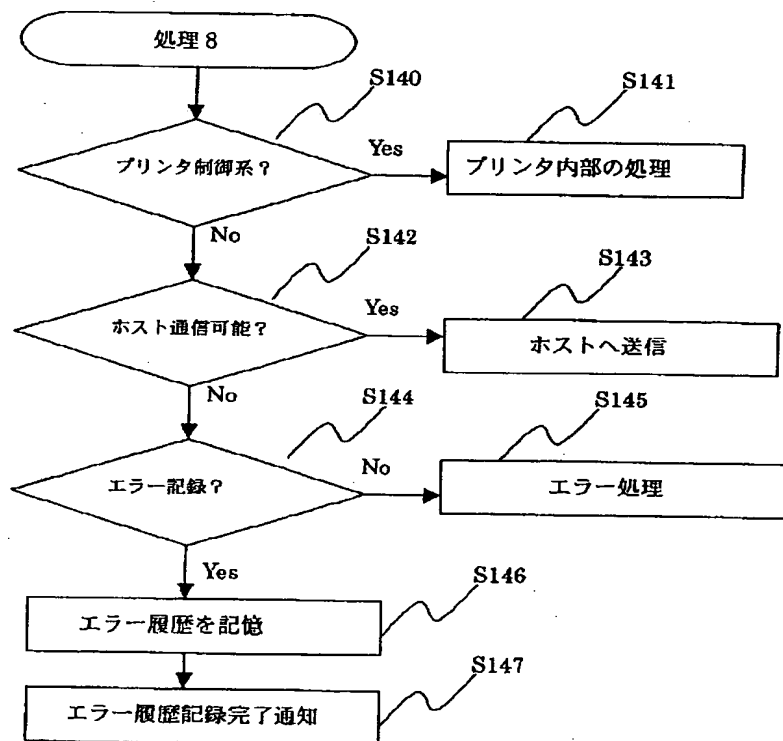 処理8
S140
プリンタ制御系?
Yes
S141
プリンタ内部の処理
No
S142
ホスト通信可能?
Yes
S143
ホストへ送信
No
S144
エラー記録?
No
S145
エラー処理
Yes
S146
エラー履歴を記憶
S147
エラー履歴記録完了通知